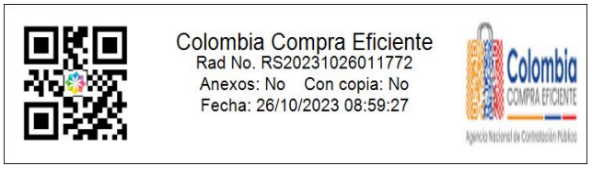 Colombia Compra Eficiente
Rad No. RS20231026011772
Anexos: No Con copia: No
Fecha: 26/10/2023 08:59:27
Colombia
COMPRA EFICIENTE
Agencia Nacional de Contratación Pública